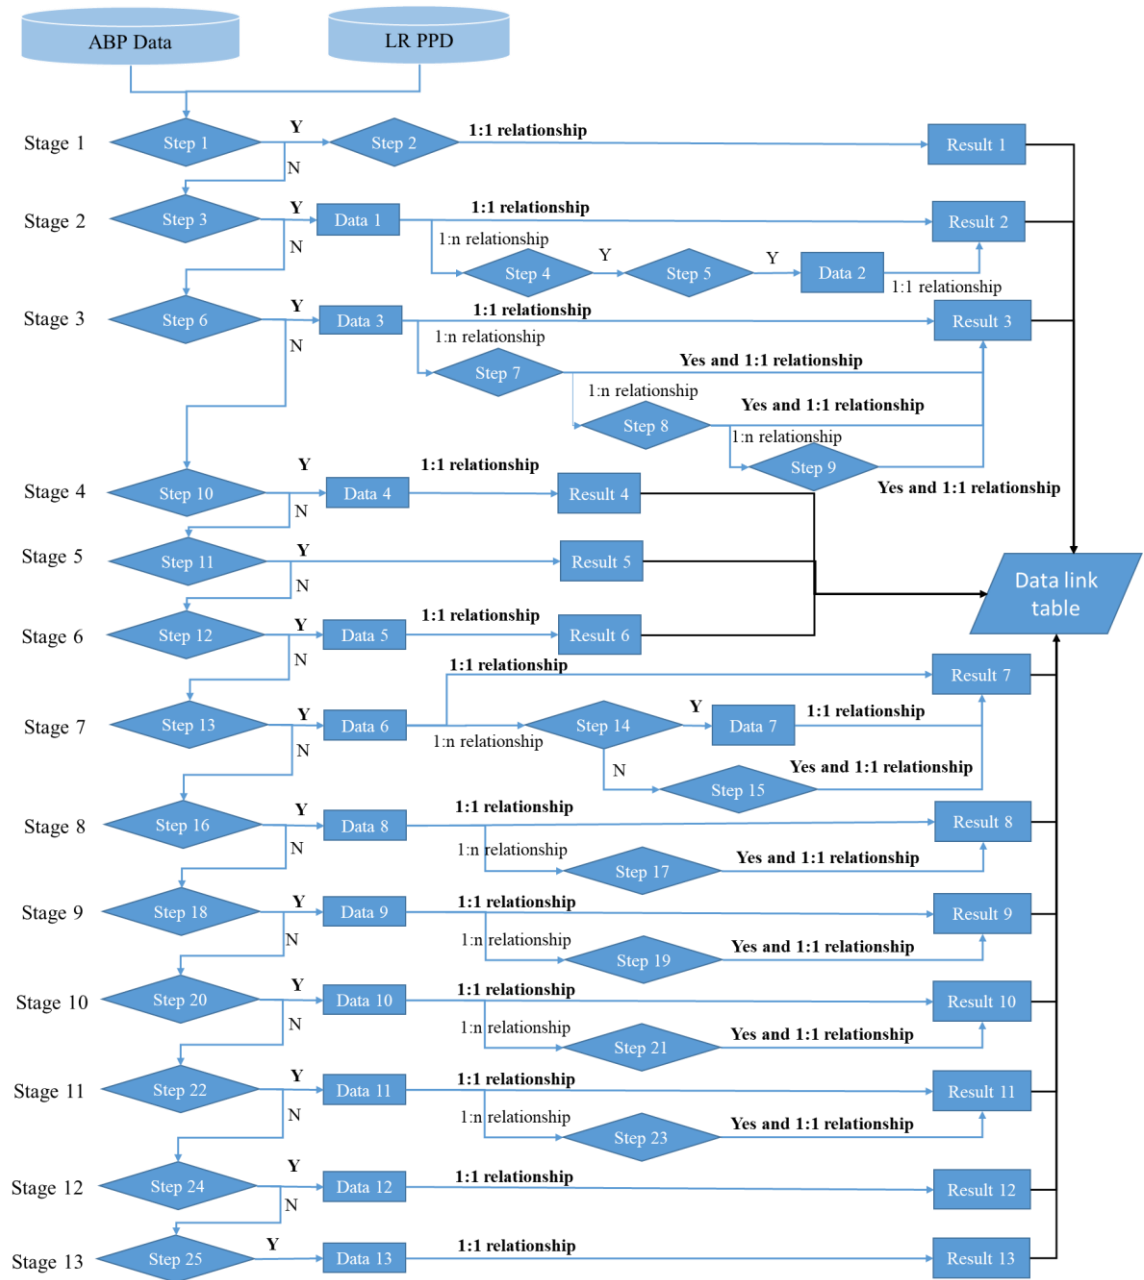 ABP Data
LR PPD
Stage 1
Step 1
Y
Step 2
1:1 relationship
Result 1
N
Stage 2
Step 3
Y
Data 1
1:1 relationship
Result 2
N
1:n relationship
Step 4
Y
Step 5
Y
Data 2
1:1 relationship
Stage 3
Step 6
Y
Data 3
1:1 relationship
Result 3
N
1:n relationship
Step 7
Yes and 1:1 relationship
1:n relationship
Step 8
Yes and 1:1 relationship
1:n relationship
Step 9
Yes and 1:1 relationship
Stage 4
Step 10
Y
Data 4
1:1 relationship
Result 4
N
Stage 5
Step 11
Y
Result 5
N
Data link
table
Stage 6
Step 12
Y
Data 5
1:1 relationship
Result 6
N
Stage 7
Step 13
Y
Data 6
1:1 relationship
Result 7
N
1:n relationship
Step 14
Y
Data 7
1:1 relationship
N
Step 15
Yes and 1:1 relationship
Stage 8
Step 16
Y
Data 8
1:1 relationship
Result 8
N
1:n relationship
Step 17
Yes and 1:1 relationship
Stage 9
Step 18
Y
Data 9
1:1 relationship
Result 9
N
1:n relationship
Step 19
Yes and 1:1 relationship
Stage 10
Step 20
Y
Data 10
1:1 relationship
Result 10
N
1:n relationship
Step 21
Yes and 1:1 relationship
Stage 11
Step 22
Y
Data 11
1:1 relationship
Result 11
N
1:n relationship
Step 23
Yes and 1:1 relationship
Stage 12
Step 24
Y
Data 12
1:1 relationship
Result 12
N
Stage 13
Step 25
Y
Data 13
1:1 relationship
Result 13